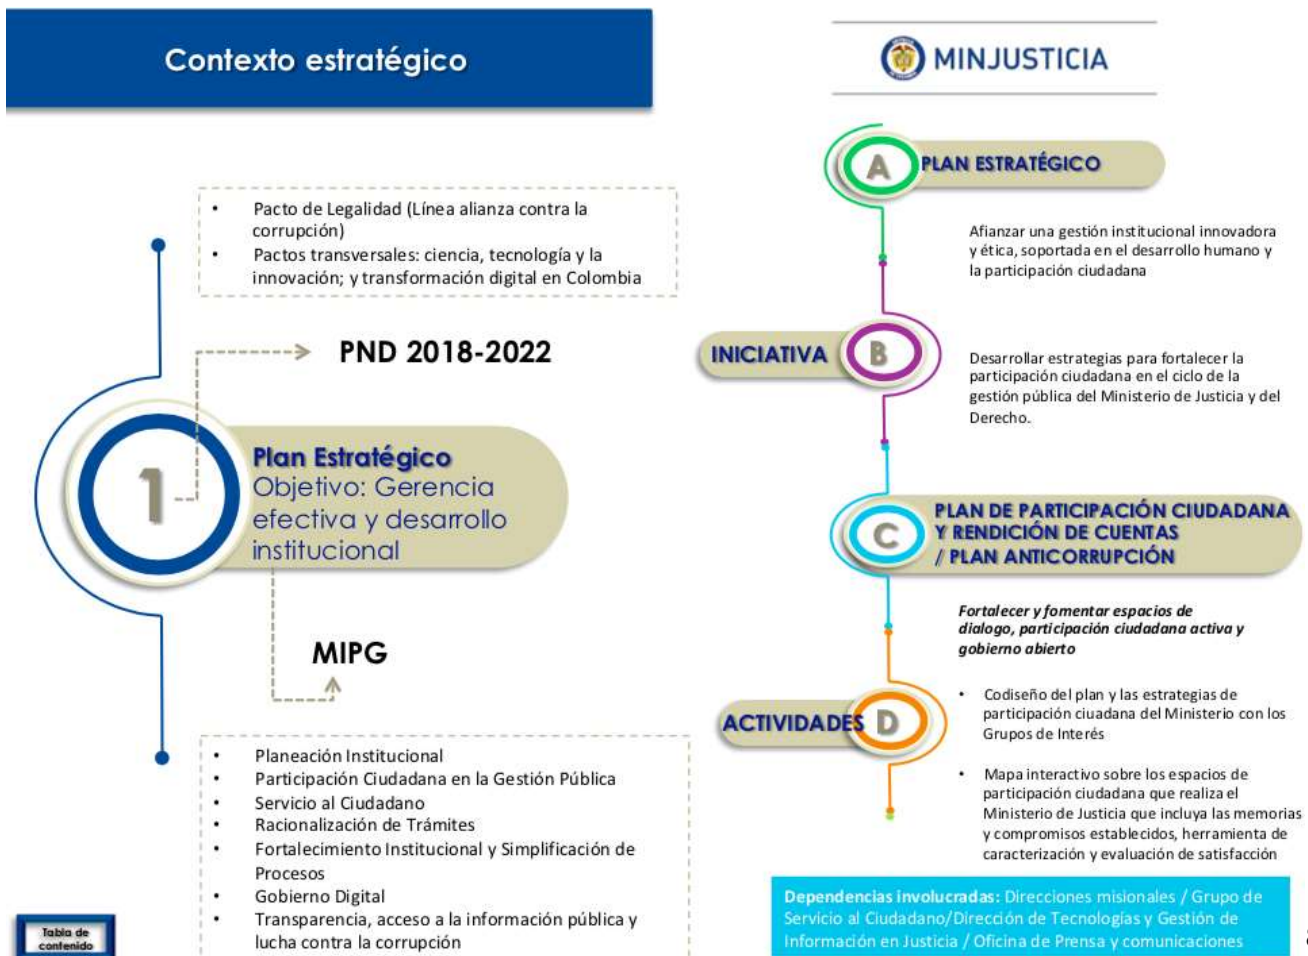 Contexto estratégico
MINJUSTICIA
• Pacto de Legalidad (Línea alianza contra la
corrupción)
• Pactos transversales: ciencia, tecnología y la
innovación; y transformación digital en Colombia
PND 2018-2022
1
Plan Estratégico
Objetivo: Gerencia
efectiva y desarrollo
institucional
MIPG
• Planeación Institucional
• Participación Ciudadana en la Gestión Pública
• Servicio al Ciudadano
• Racionalización de Trámites
• Fortalecimiento Institucional y Simplificación de
Procesos
• Gobierno Digital
• Transparencia, acceso a la información pública y
lucha contra la corrupción
Tabla de
contenido
A
PLAN ESTRATÉGICO
Afianzar una gestión institucional innovadora
y ética, soportada en el desarrollo humano y
la participación ciudadana
INICIATIVA
B
Desarrollar estrategias para fortalecer la
participación ciudadana en el ciclo de la
gestión pública del Ministerio de Justicia y del
Derecho.
C
PLAN DE PARTICIPACIÓN CIUDADANA
Y RENDICIÓN DE CUENTAS
/ PLAN ANTICORRUPCIÓN
Fortalecer y fomentar espacios de
dialogo, participación ciudadana activa y
gobierno abierto
ACTIVIDADES
D
• Codiseño del plan y las estrategias de
participación ciuadana del Ministerio con los
Grupos de Interés
• Mapa interactivo sobre los espacios de
participación ciudadana que realiza el
Ministerio de Justicia que incluya las memorias
y compromisos establecidos, herramienta de
caracterización y evaluación de satisfacción
Dependencias involucradas: Direcciones misionales / Grupo de
Servicio al Ciudadano/Dirección de Tecnologías y Gestión de
Información en Justicia / Oficina de Prensa y comunicaciones